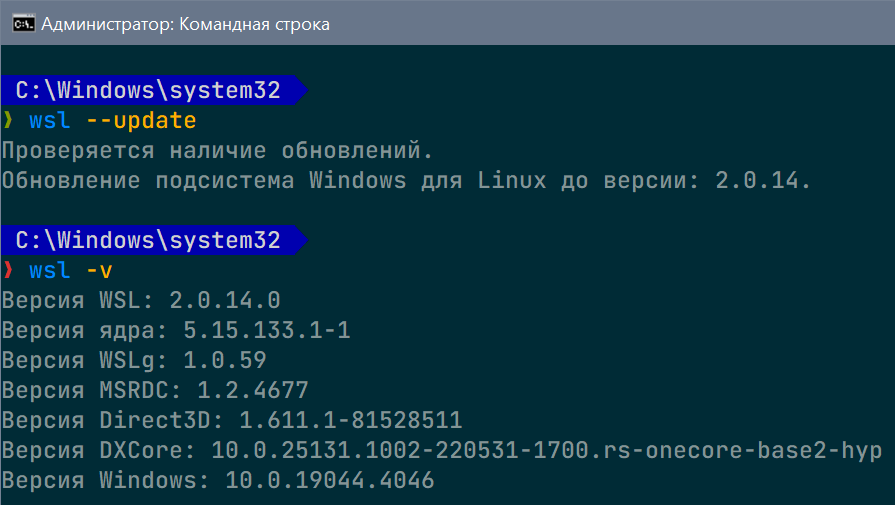 Администратор: Командная строка
C:\Windows\system32
❯ wsl --update
Проверяется наличие обновлений.
Обновление подсистема Windows для Linux до версии: 2.0.14.
C:\Windows\system32
❯ wsl -v
Версия WSL: 2.0.14.0
Версия ядра: 5.15.133.1-1
Версия WSLg: 1.0.59
Версия MSRDC: 1.2.4677
Версия Direct3D: 1.611.1-81528511
Версия DXCore: 10.0.25131.1002-220531-1700.rs-onecore-base2-hyp
Версия Windows: 10.0.19044.4046